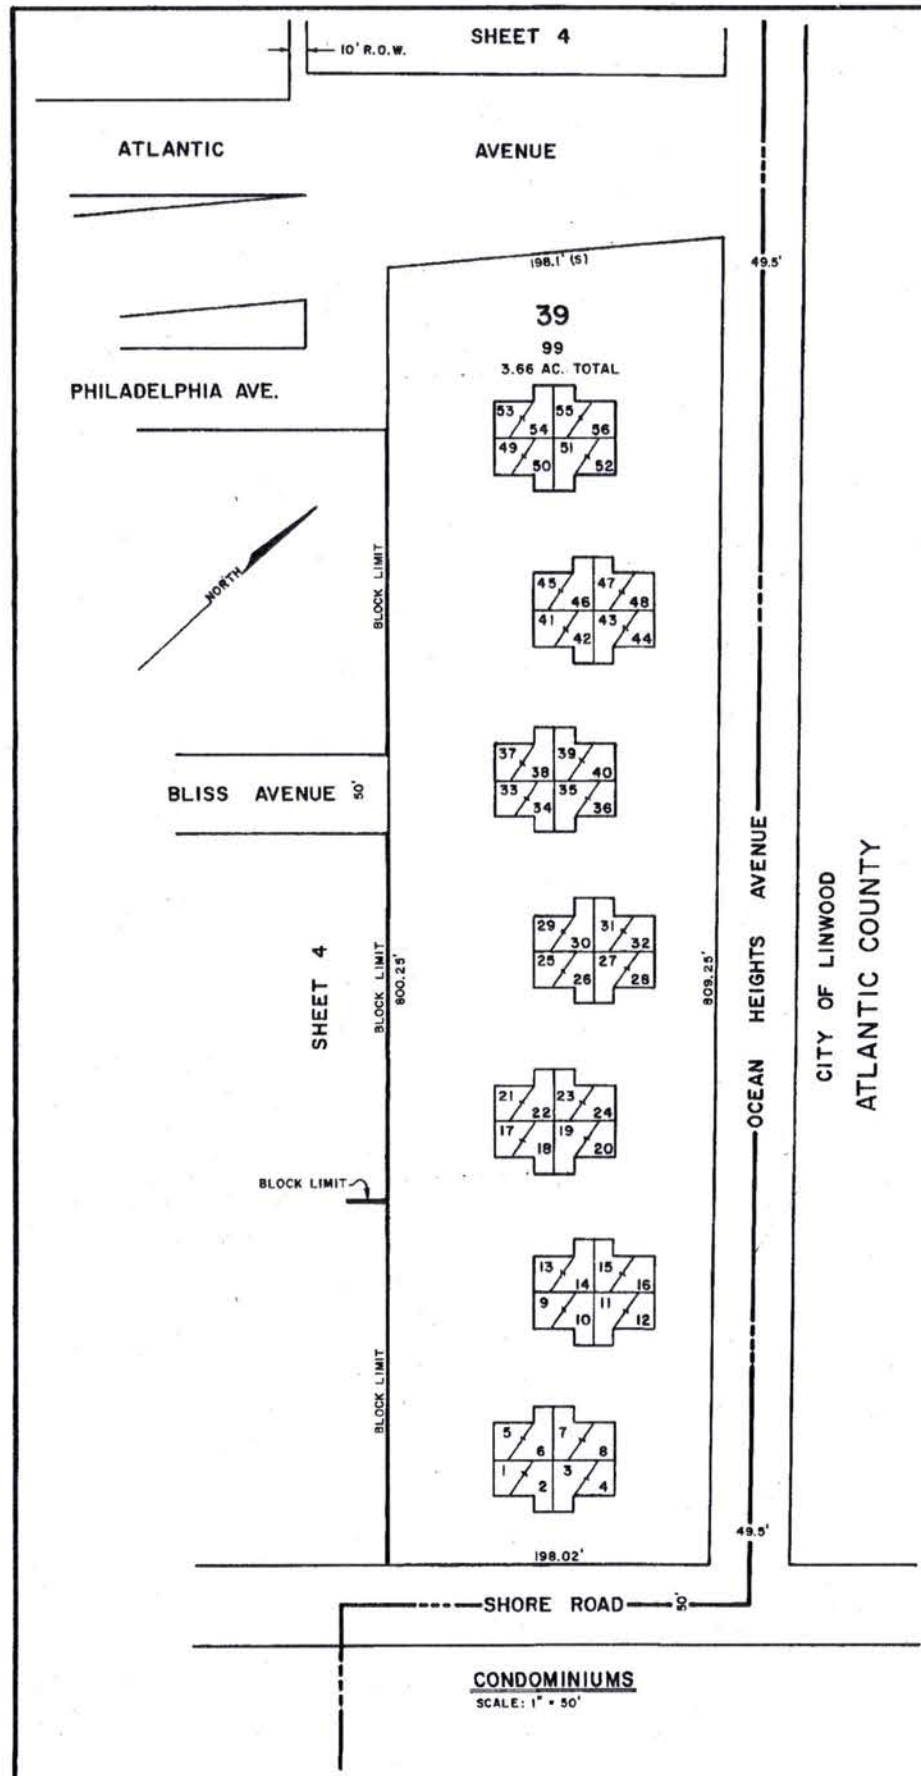 SHEET 4
10' R.O.W.
ATLANTIC AVENUE
198.1' (S)
49.5'
39
99
3.66 AC. TOTAL
PHILADELPHIA AVE.
53 55
54 56
49 51
50 52
BLOCK LIMIT
NORTH
45 47
46 48
41 43
42 44
37 39
38 40
33 35
34 36
BLISS AVENUE 50'
29 31
30 32
25 27
26 28
SHEET 4
BLOCK LIMIT
800.25'
809.25'
OCEAN HEIGHTS AVENUE
CITY OF LINWOOD
ATLANTIC COUNTY
21 23
22 24
17 19
18 20
BLOCK LIMIT
13 15
14 16
9 11
10 12
BLOCK LIMIT
5 7
6 8
1 3
2 4
49.5'
198.02'
SHORE ROAD 50'
CONDOMINIUMS
SCALE: 1" = 50'